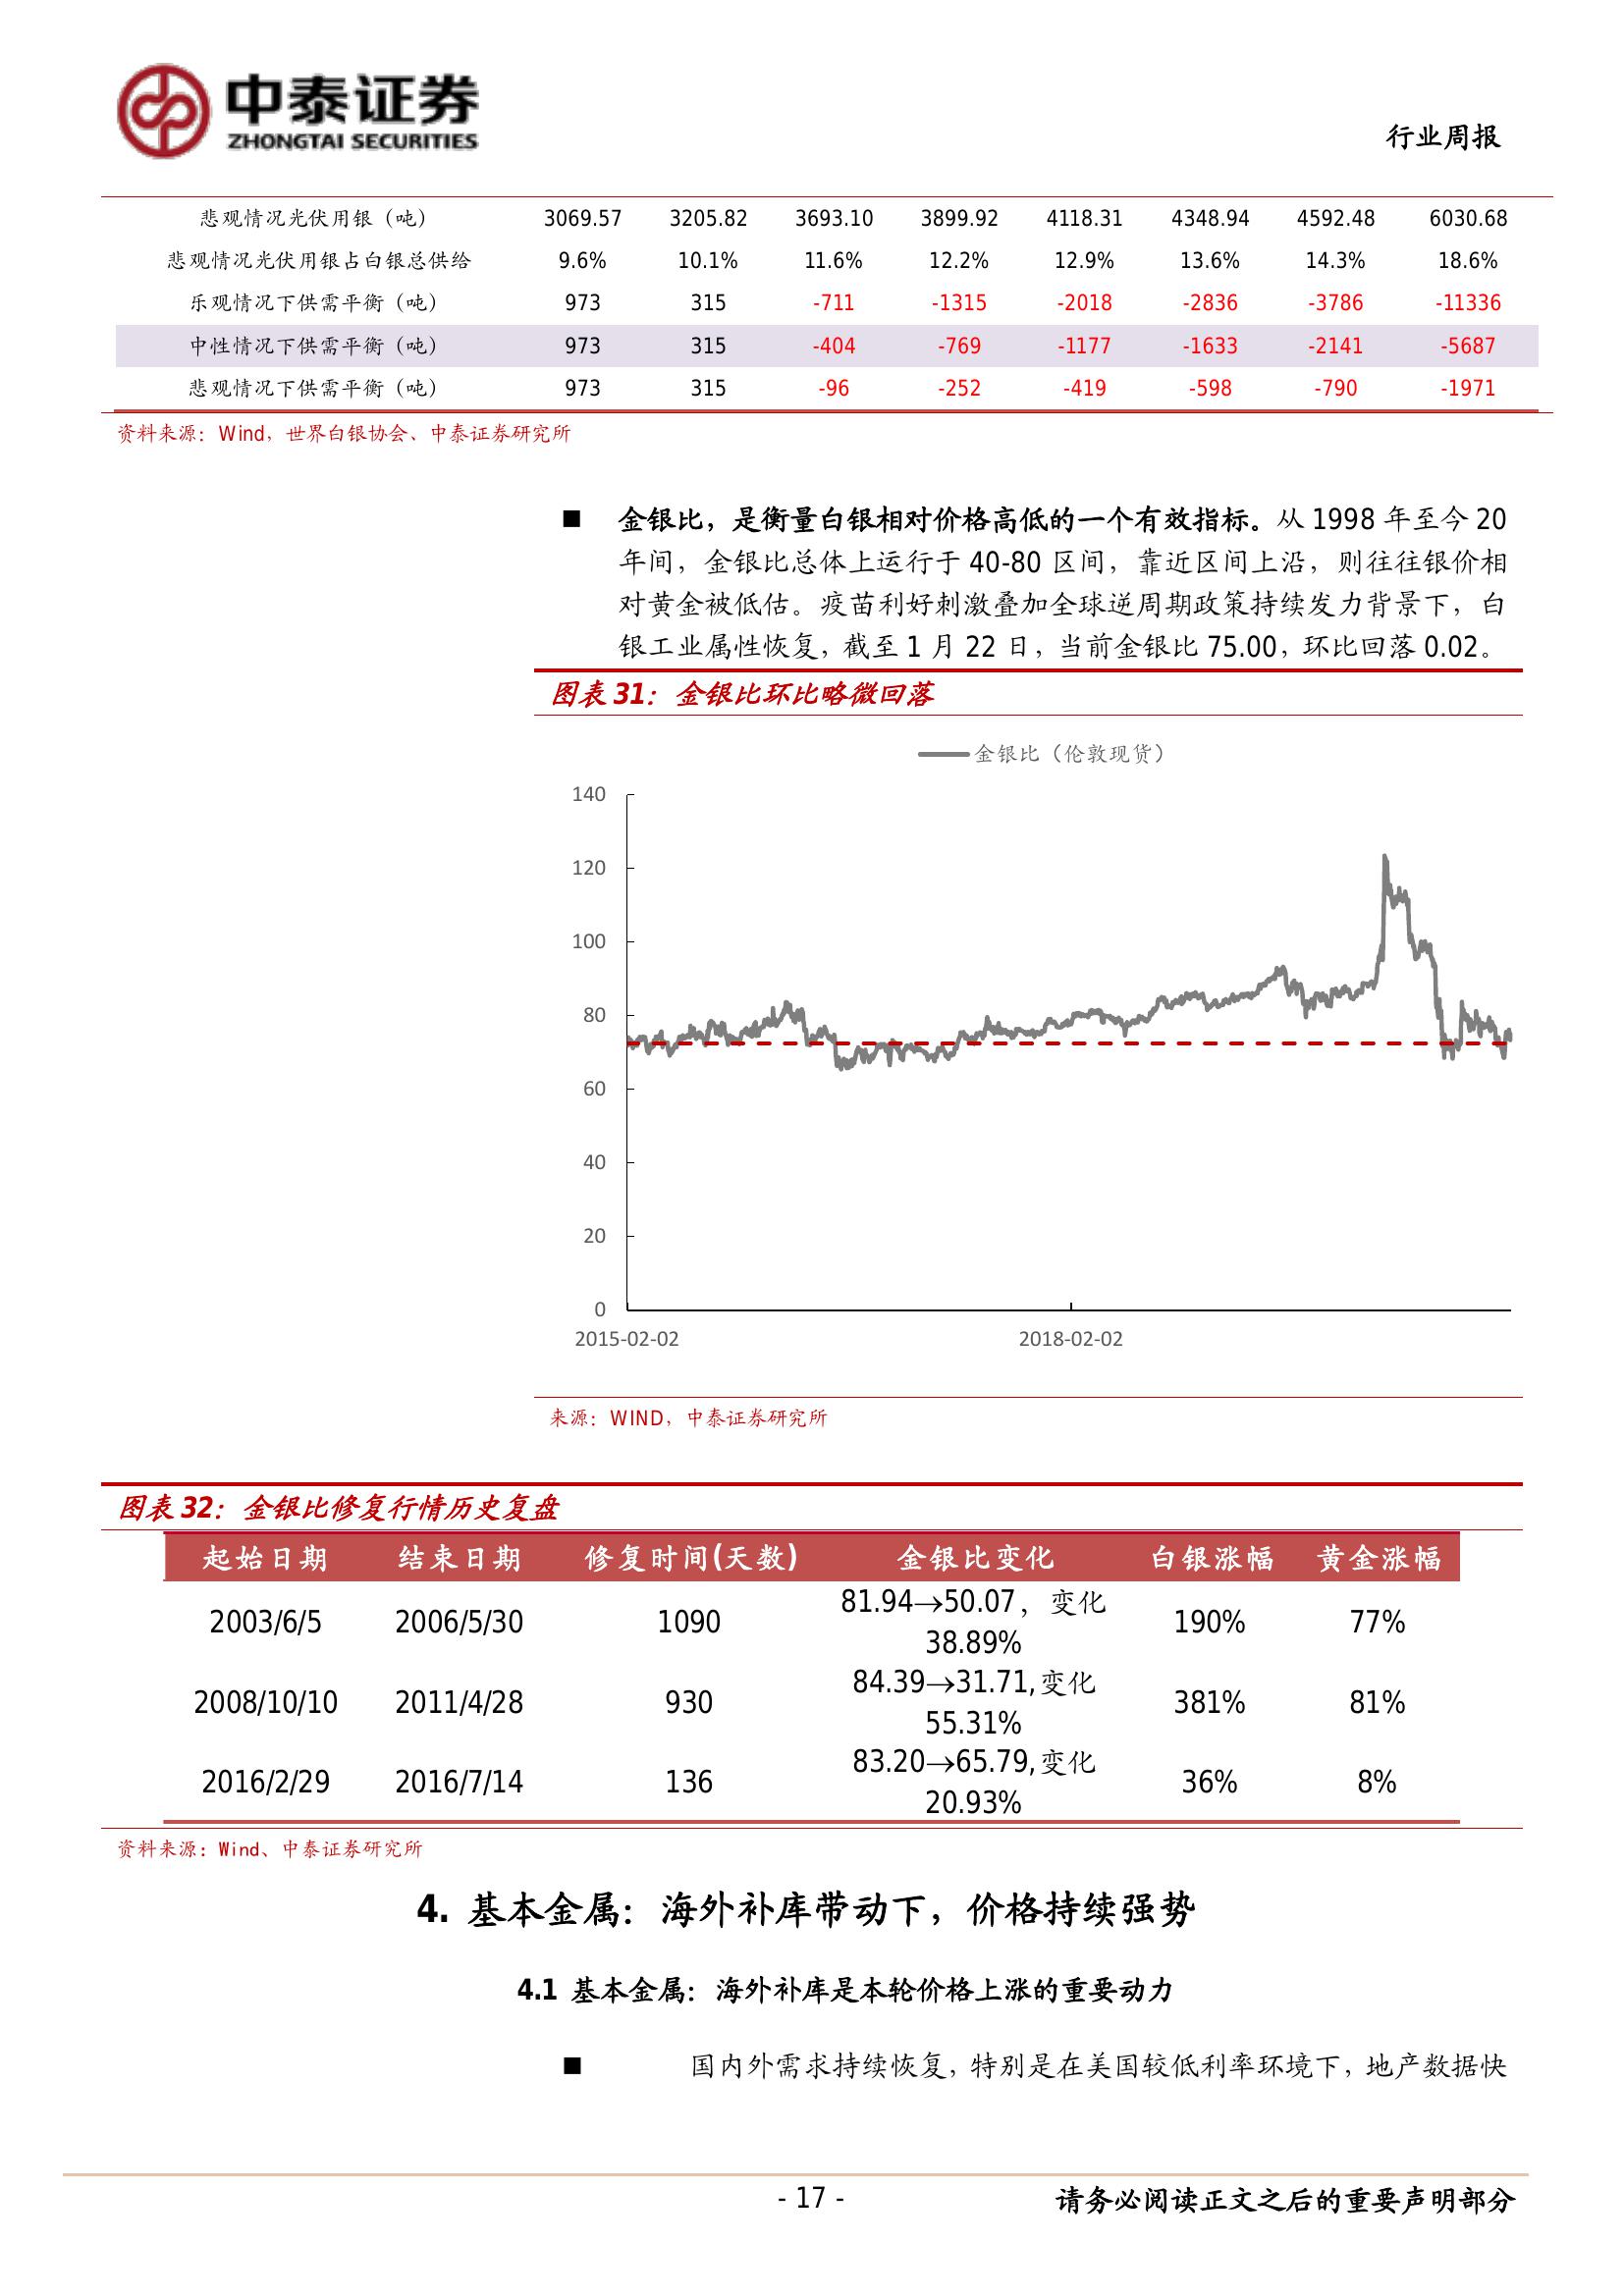 中泰证券
ZHONGTAI SECURITIES
行业周报
悲观情况光伏用银（吨） 3069.57 3205.82 3693.10 3899.92 4118.31 4348.94 4592.48 6030.68
悲观情况光伏用银占白银总供给 9.6% 10.1% 11.6% 12.2% 12.9% 13.6% 14.3% 18.6%
乐观情况下供需平衡（吨） 973 315 -711 -1315 -2018 -2836 -3786 -11336
中性情况下供需平衡（吨） 973 315 -404 -769 -1177 -1633 -2141 -5687
悲观情况下供需平衡（吨） 973 315 -96 -252 -419 -598 -790 -1971
资料来源：Wind，世界白银协会、中泰证券研究所
■ 金银比，是衡量白银相对价格高低的一个有效指标。从 1998 年至今 20
年间，金银比总体上运行于 40-80 区间，靠近区间上沿，则往往银价相
对黄金被低估。疫苗利好刺激叠加全球逆周期政策持续发力背景下，白
银工业属性恢复，截至 1 月 22 日，当前金银比 75.00，环比回落 0.02。
图表 31：金银比环比略微回落
金银比（伦敦现货）
140
120
100
80
60
40
20
0
2015-02-02 2018-02-02
来源：WIND，中泰证券研究所
图表 32：金银比修复行情历史复盘
起始日期 结束日期 修复时间(天数) 金银比变化 白银涨幅 黄金涨幅
2003/6/5 2006/5/30 1090 81.94→50.07，变化 190% 77%
38.89%
2008/10/10 2011/4/28 930 84.39→31.71,变化 381% 81%
55.31%
2016/2/29 2016/7/14 136 83.20→65.79,变化 36% 8%
20.93%
资料来源：Wind、中泰证券研究所
4. 基本金属：海外补库带动下，价格持续强势
4.1 基本金属：海外补库是本轮价格上涨的重要动力
■ 国内外需求持续恢复，特别是在美国较低利率环境下，地产数据快
- 17 -
请务必阅读正文之后的重要声明部分